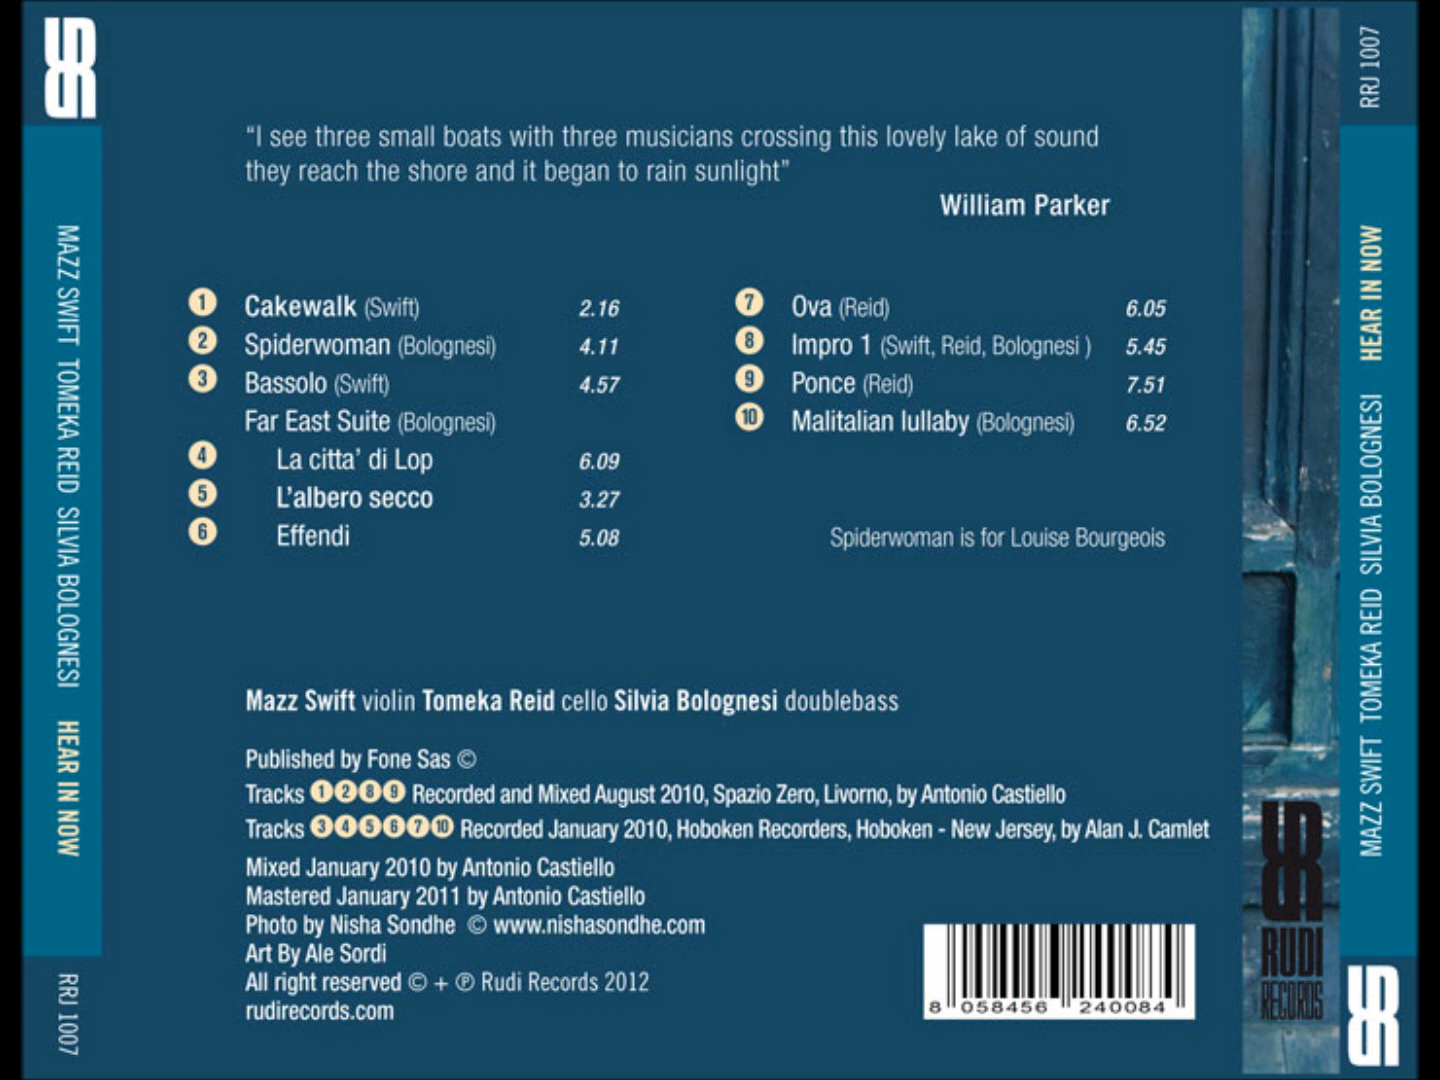 MAZZ SWIFT TOMEKA REID SILVIA BOLOGNESI HEAR IN NOW
RRJ 1007
"I see three small boats with three musicians crossing this lovely lake of sound
they reach the shore and it began to rain sunlight"
William Parker
1 Cakewalk (Swift) 2.16
2 Spiderwoman (Bolognesi) 4.11
3 Bassolo (Swift) 4.57
Far East Suite (Bolognesi)
4 La citta' di Lop 6.09
5 L'albero secco 3.27
6 Effendi 5.08
7 Ova (Reid) 6.05
8 Impro 1 (Swift, Reid, Bolognesi ) 5.45
9 Ponce (Reid) 7.51
10 Malitalian lullaby (Bolognesi) 6.52
Spiderwoman is for Louise Bourgeois
Mazz Swift violin Tomeka Reid cello Silvia Bolognesi doublebass
Published by Fone Sas ©
Tracks 1 2 8 9 Recorded and Mixed August 2010, Spazio Zero, Livorno, by Antonio Castiello
Tracks 3 4 5 6 7 10 Recorded January 2010, Hoboken Recorders, Hoboken - New Jersey, by Alan J. Camlet
Mixed January 2010 by Antonio Castiello
Mastered January 2011 by Antonio Castiello
Photo by Nisha Sondhe © www.nishasondhe.com
Art By Ale Sordi
All right reserved © + ℗ Rudi Records 2012
rudirecords.com
8 058456 240084
RUDI
RECORDS
RRJ 1007
MAZZ SWIFT TOMEKA REID SILVIA BOLOGNESI HEAR IN NOW